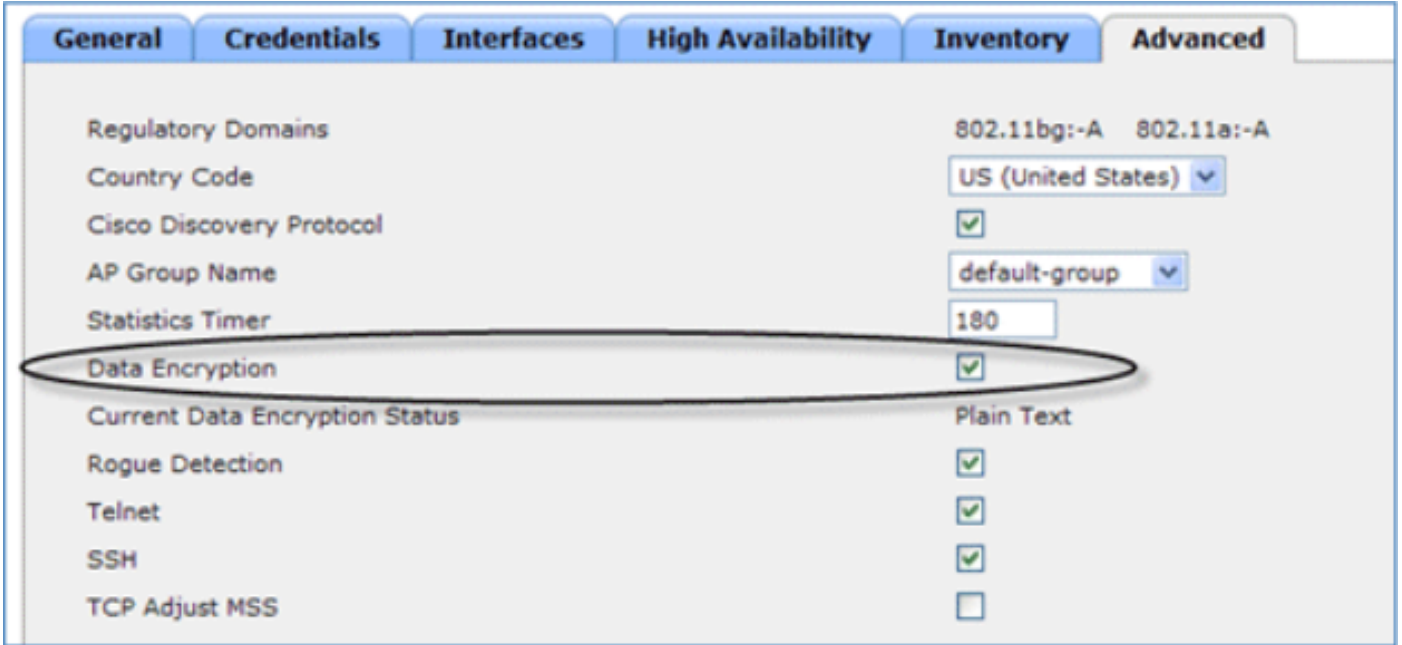 General Credentials Interfaces High Availability Inventory Advanced
Regulatory Domains 802.11bg:-A 802.11a:-A
Country Code US (United States)
Cisco Discovery Protocol
AP Group Name default-group
Statistics Timer 180
Data Encryption
Current Data Encryption Status Plain Text
Rogue Detection
Telnet
SSH
TCP Adjust MSS